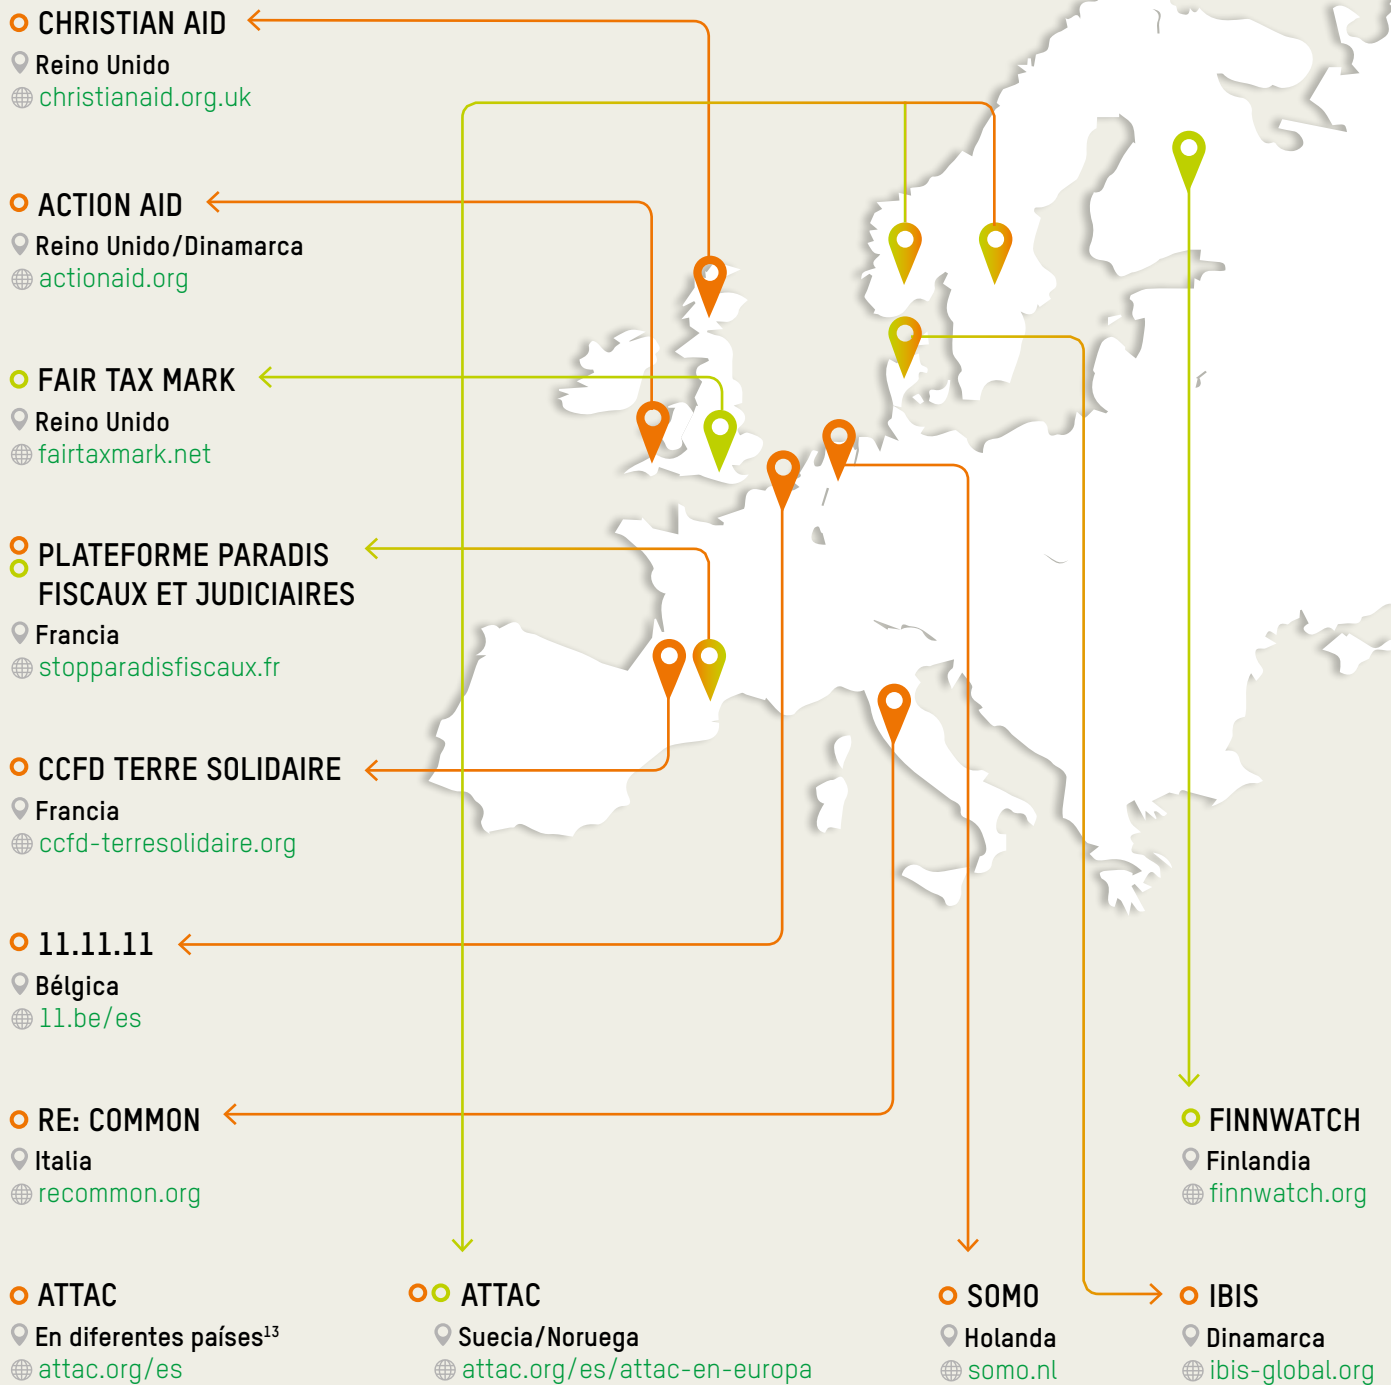 CHRISTIAN AID
Reino Unido
christianaid.org.uk
ACTION AID
Reino Unido/Dinamarca
actionaid.org
FAIR TAX MARK
Reino Unido
fairtaxmark.net
PLATEFORME PARADIS
FISCAUX ET JUDICIAIRES
Francia
stopparadisfiscaux.fr
CCFD TERRE SOLIDAIRE
Francia
ccfd-terresolidaire.org
11.11.11
Bélgica
11.be/es
RE: COMMON
Italia
recommon.org
FINNWATCH
Finlandia
finnwatch.org
ATTAC
En diferentes países¹³
attac.org/es
ATTAC
Suecia/Noruega
attac.org/es/attac-en-europa
SOMO
Holanda
somo.nl
IBIS
Dinamarca
ibis-global.org